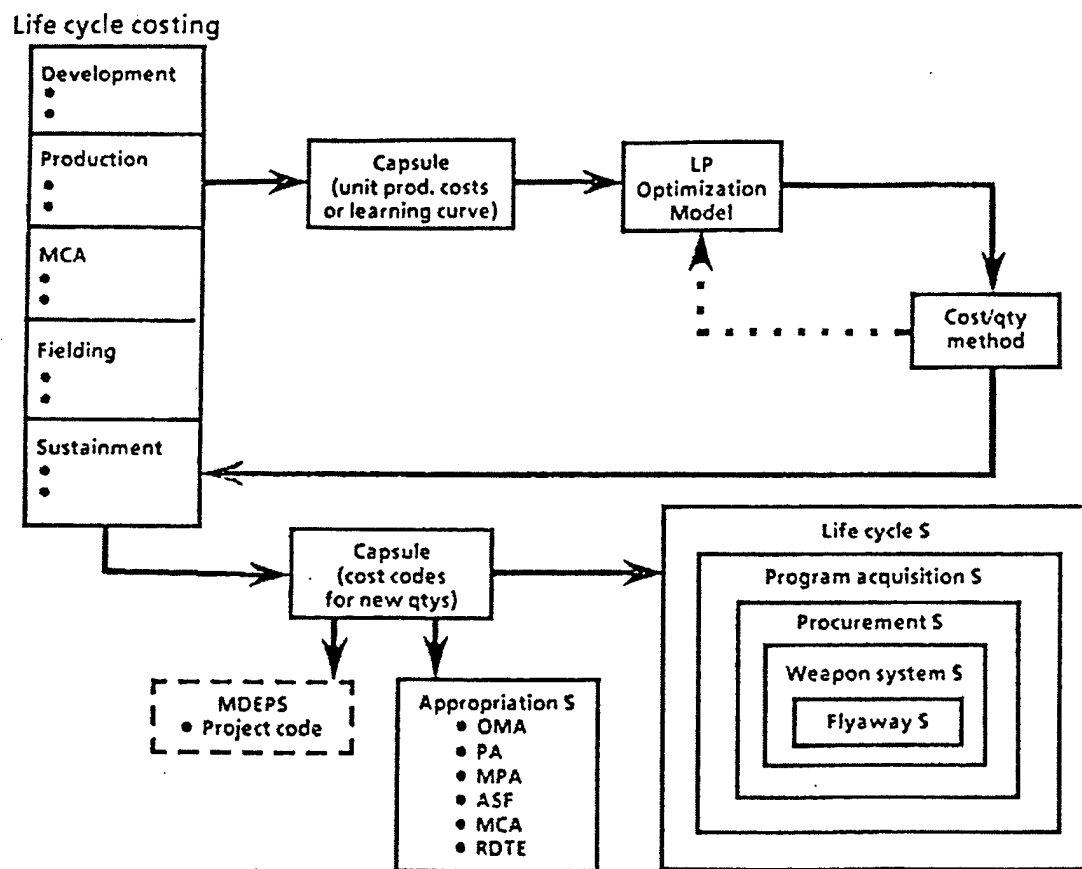 Life cycle costing
Development
•
•
Production
•
•
MCA
•
•
Fielding
•
•
Sustainment
•
•
Capsule
(unit prod. costs
or learning curve)
LP
Optimization
Model
Cost/qty
method
Capsule
(cost codes
for new qtys)
MDEPS
• Project code
Appropriation $
• OMA
• PA
• MPA
• ASF
• MCA
• RDTE
Life cycle $
Program acquisition $
Procurement $
Weapon system $
Flyaway $